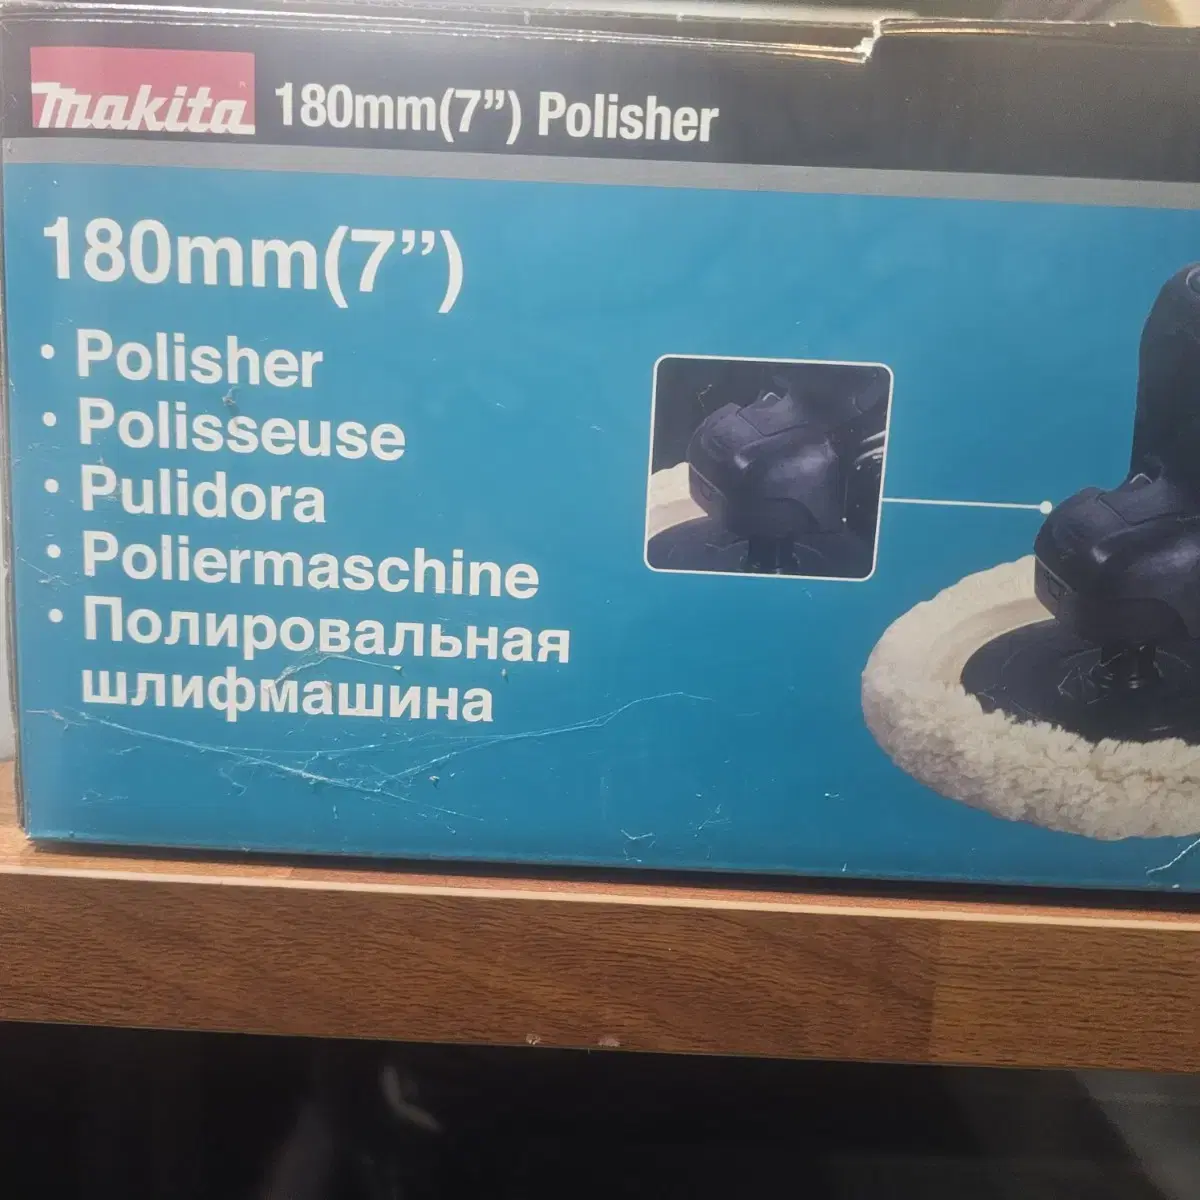 makita 180mm(7”) Polisher
180mm(7”)
· Polisher
· Polisseuse
· Pulidora
· Poliermaschine
· Полировальная
шлифмашина